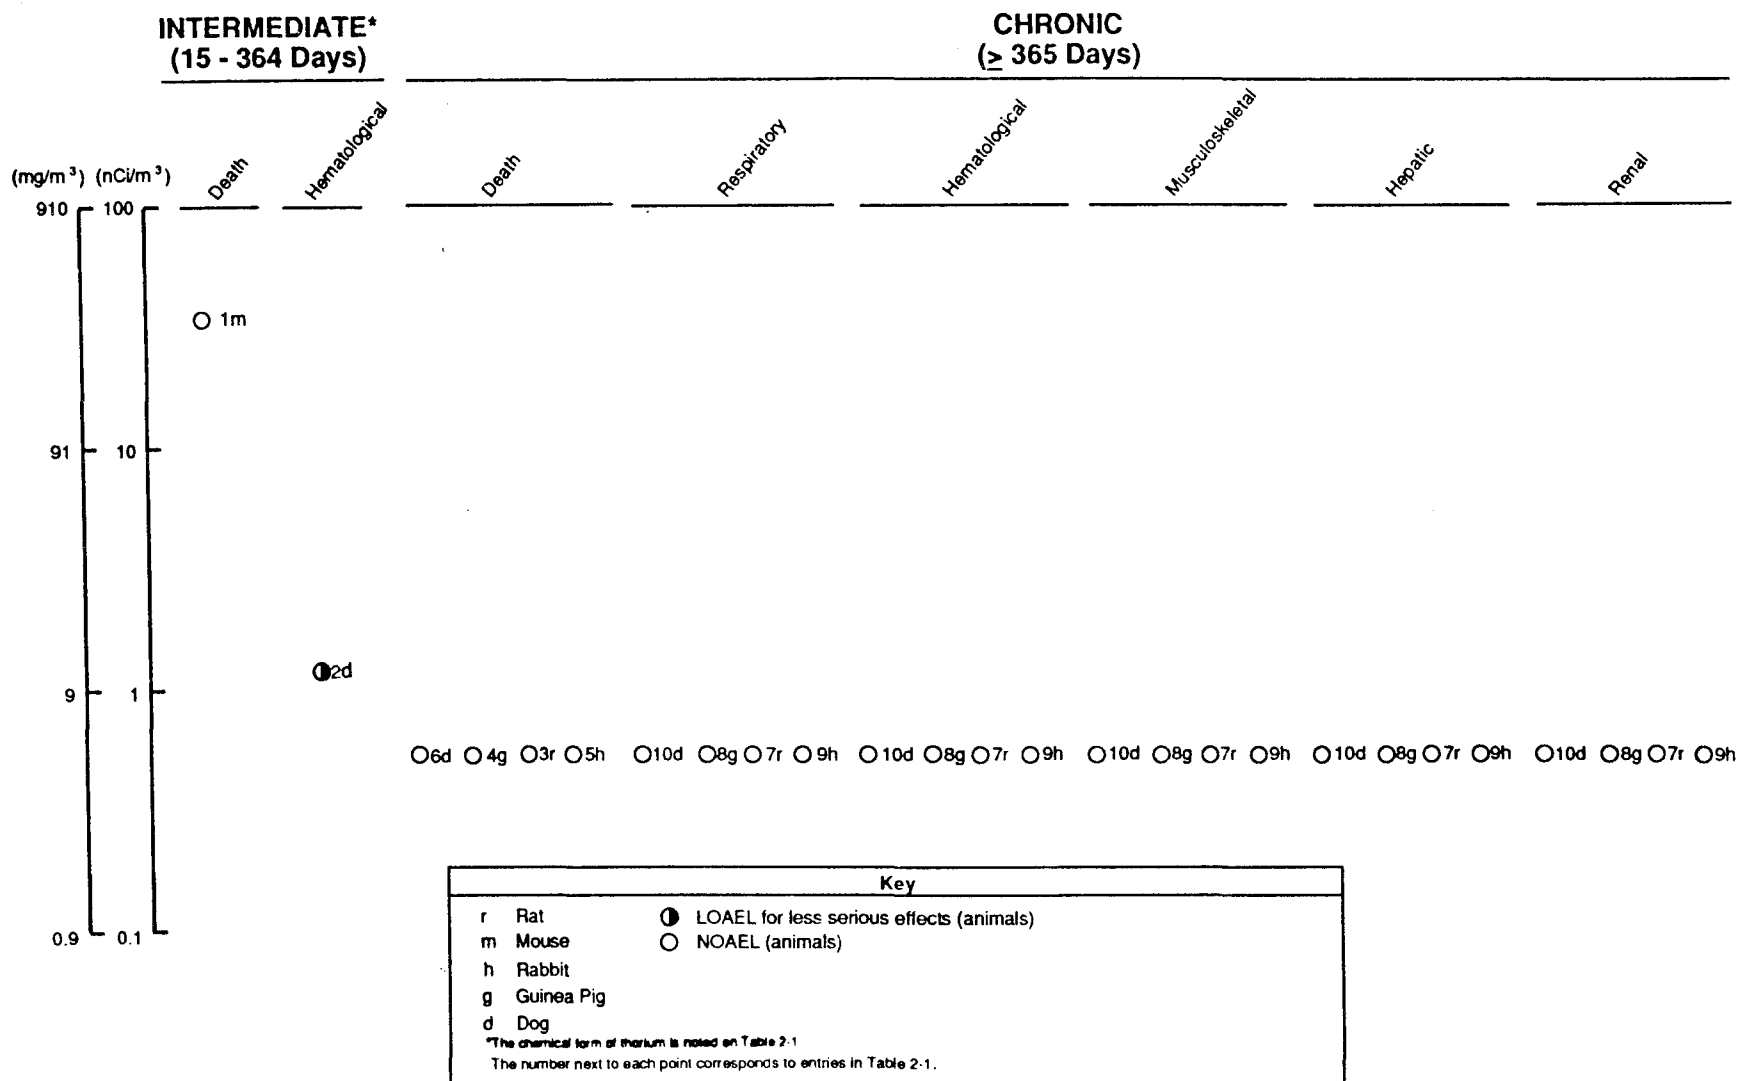 INTERMEDIATE*
(15 - 364 Days)
CHRONIC
(≥ 365 Days)
Death
Hematological
Death
Respiratory
Hematological
Musculoskeletal
Hepatic
Renal
(mg/m³) (nCi/m³)
910 100
1m
91 10
2d
9 1
6d 4g 3r 5h 10d 8g 7r 9h 10d 8g 7r 9h 10d 8g 7r 9h 10d 8g 7r 9h 10d 8g 7r 9h
0.9 0.1
Key
r Rat LOAEL for less serious effects (animals)
m Mouse NOAEL (animals)
h Rabbit
g Guinea Pig
d Dog
*The chemical form of thorium is noted on Table 2-1
The number next to each point corresponds to entries in Table 2-1.